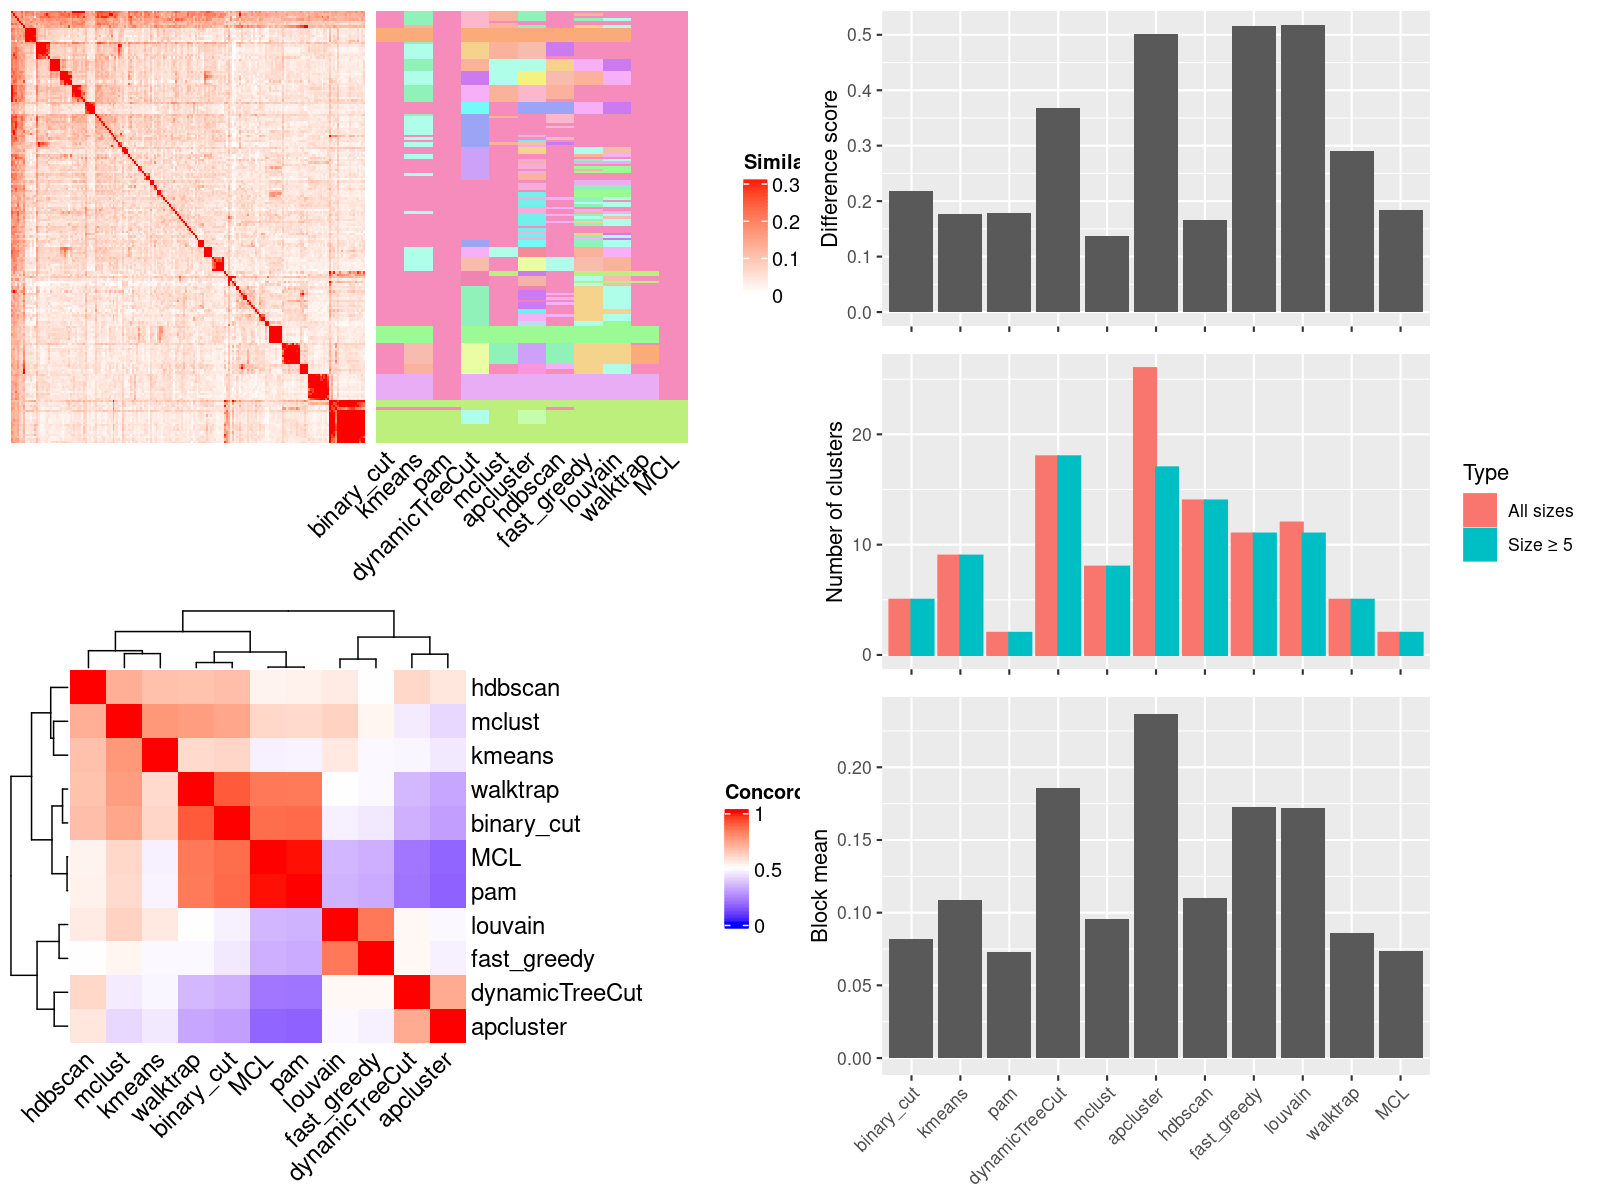 Simila
0.3
0.2
0.1
0
binary_cut
kmeans
pam
dynamicTreeCut
mclust
apcluster
hdbscan
fast_greedy
louvain
walktrap
MCL
hdbscan
mclust
kmeans
walktrap
binary_cut
MCL
pam
louvain
fast_greedy
dynamicTreeCut
apcluster
hdbscan
mclust
kmeans
walktrap
binary_cut
MCL
pam
louvain
fast_greedy
dynamicTreeCut
apcluster
Concord
1
0.5
0
Difference score
0.5
0.4
0.3
0.2
0.1
0.0
Number of clusters
20
10
0
Type
All sizes
Size ≥ 5
Block mean
0.20
0.15
0.10
0.05
0.00
binary_cut
kmeans
pam
dynamicTreeCut
mclust
apcluster
hdbscan
fast_greedy
louvain
walktrap
MCL